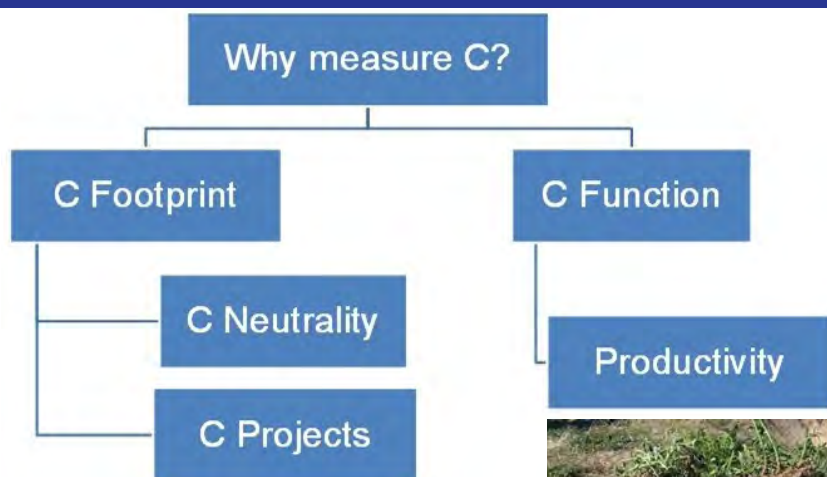 Why measure C?
C Footprint
C Function
C Neutrality
Productivity
C Projects